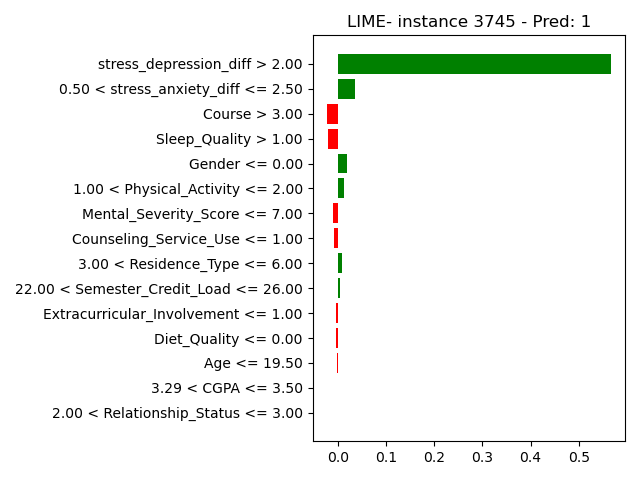 LIME- instance 3745 - Pred: 1
stress_depression_diff > 2.00
0.50 < stress_anxiety_diff <= 2.50
Course > 3.00
Sleep_Quality > 1.00
Gender <= 0.00
1.00 < Physical_Activity <= 2.00
Mental_Severity_Score <= 7.00
Counseling_Service_Use <= 1.00
3.00 < Residence_Type <= 6.00
22.00 < Semester_Credit_Load <= 26.00
Extracurricular_Involvement <= 1.00
Diet_Quality <= 0.00
Age <= 19.50
3.29 < CGPA <= 3.50
2.00 < Relationship_Status <= 3.00
0.0 0.1 0.2 0.3 0.4 0.5